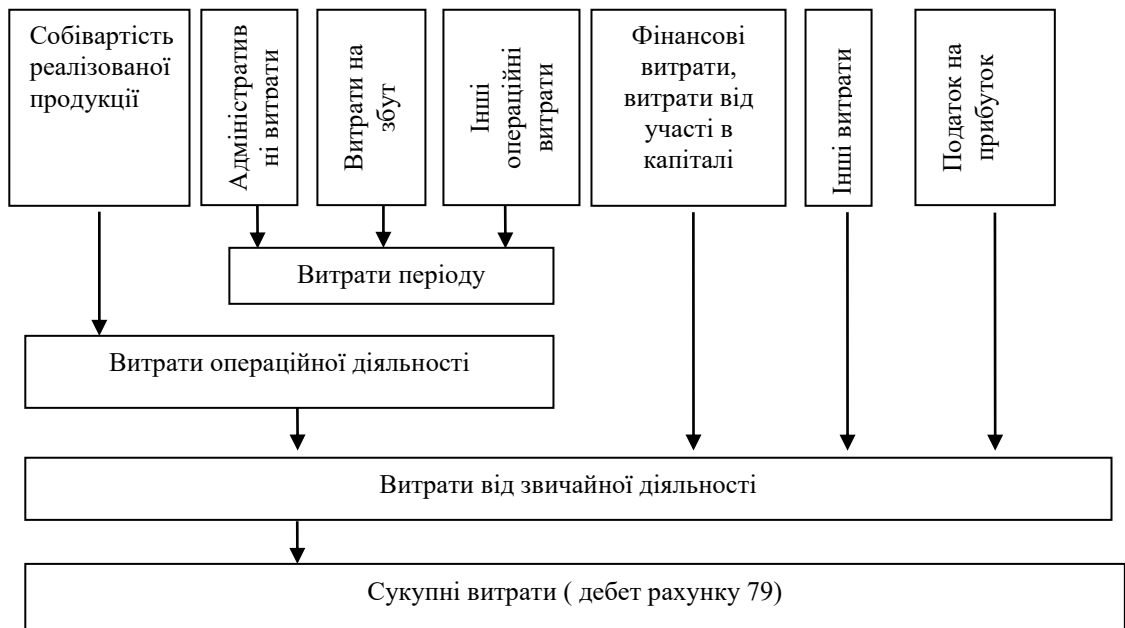 Собівартість
реалізованої
продукції
Адміністратив
ні витрати
Витрати на
збут
Інші
операційні
витрати
Фінансові
витрати,
витрати від
участі в
капіталі
Інші витрати
Податок на
прибуток
Витрати періоду
Витрати операційної діяльності
Витрати від звичайної діяльності
Сукупні витрати ( дебет рахунку 79)